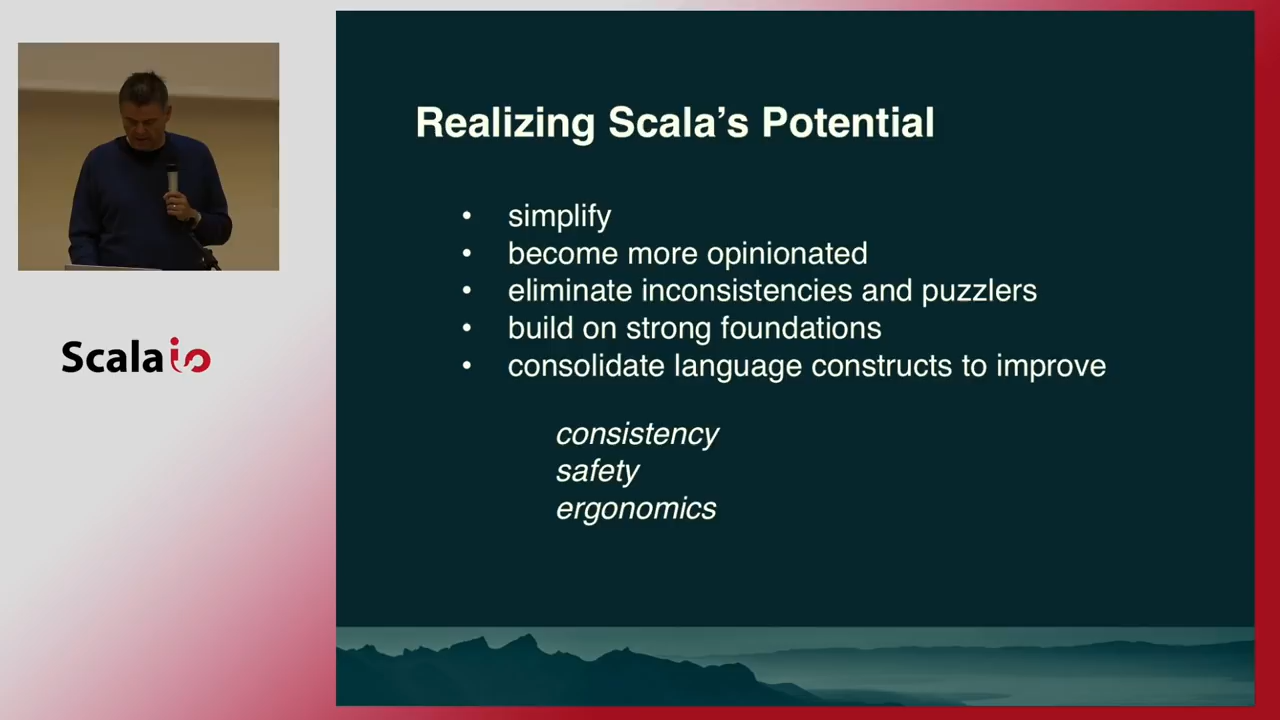 Realizing Scala's Potential
• simplify
• become more opinionated
• eliminate inconsistencies and puzzlers
• build on strong foundations
• consolidate language constructs to improve
consistency
safety
ergonomics
Scala io